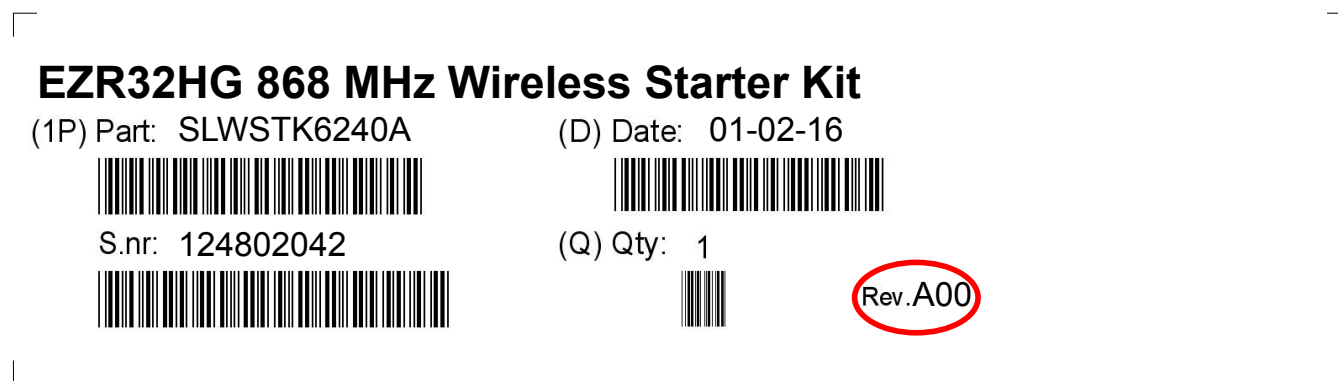 EZR32HG 868 MHz Wireless Starter Kit
(1P) Part: SLWSTK6240A (D) Date: 01-02-16
S.nr: 124802042 (Q) Qty: 1
Rev.A00